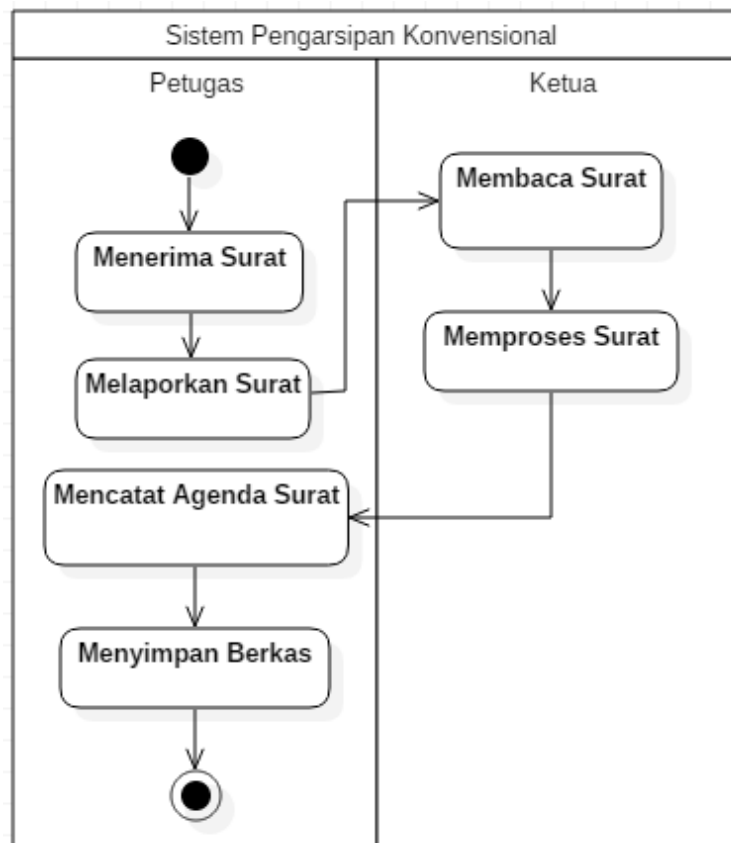 Sistem Pengarsipan Konvensional
Petugas
Ketua
Menerima Surat
Melaporkan Surat
Membaca Surat
Memproses Surat
Mencatat Agenda Surat
Menyimpan Berkas